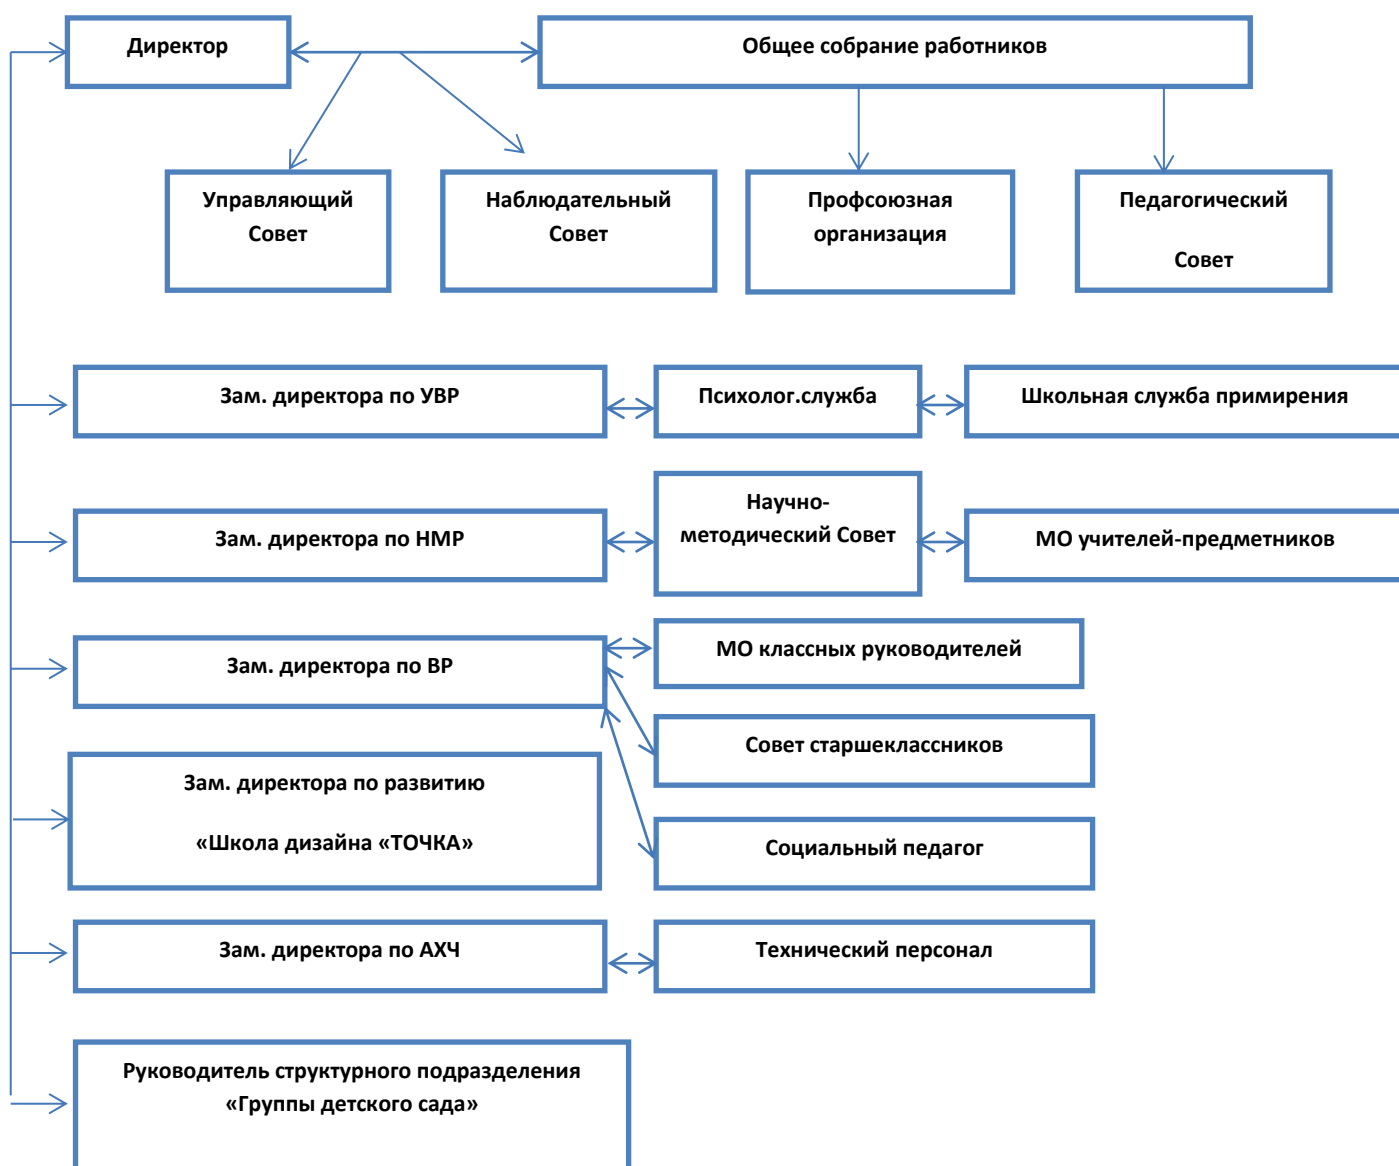 Директор
Общее собрание работников
Управляющий
Совет
Наблюдательный
Совет
Профсоюзная
организация
Педагогический
Совет
Зам. директора по УВР
Психолог.служба
Школьная служба примирения
Зам. директора по НМР
Научно-
методический Совет
МО учителей-предметников
Зам. директора по ВР
МО классных руководителей
Совет старшеклассников
Зам. директора по развитию
«Школа дизайна «ТОЧКА»
Социальный педагог
Зам. директора по АХЧ
Технический персонал
Руководитель структурного подразделения
«Группы детского сада»